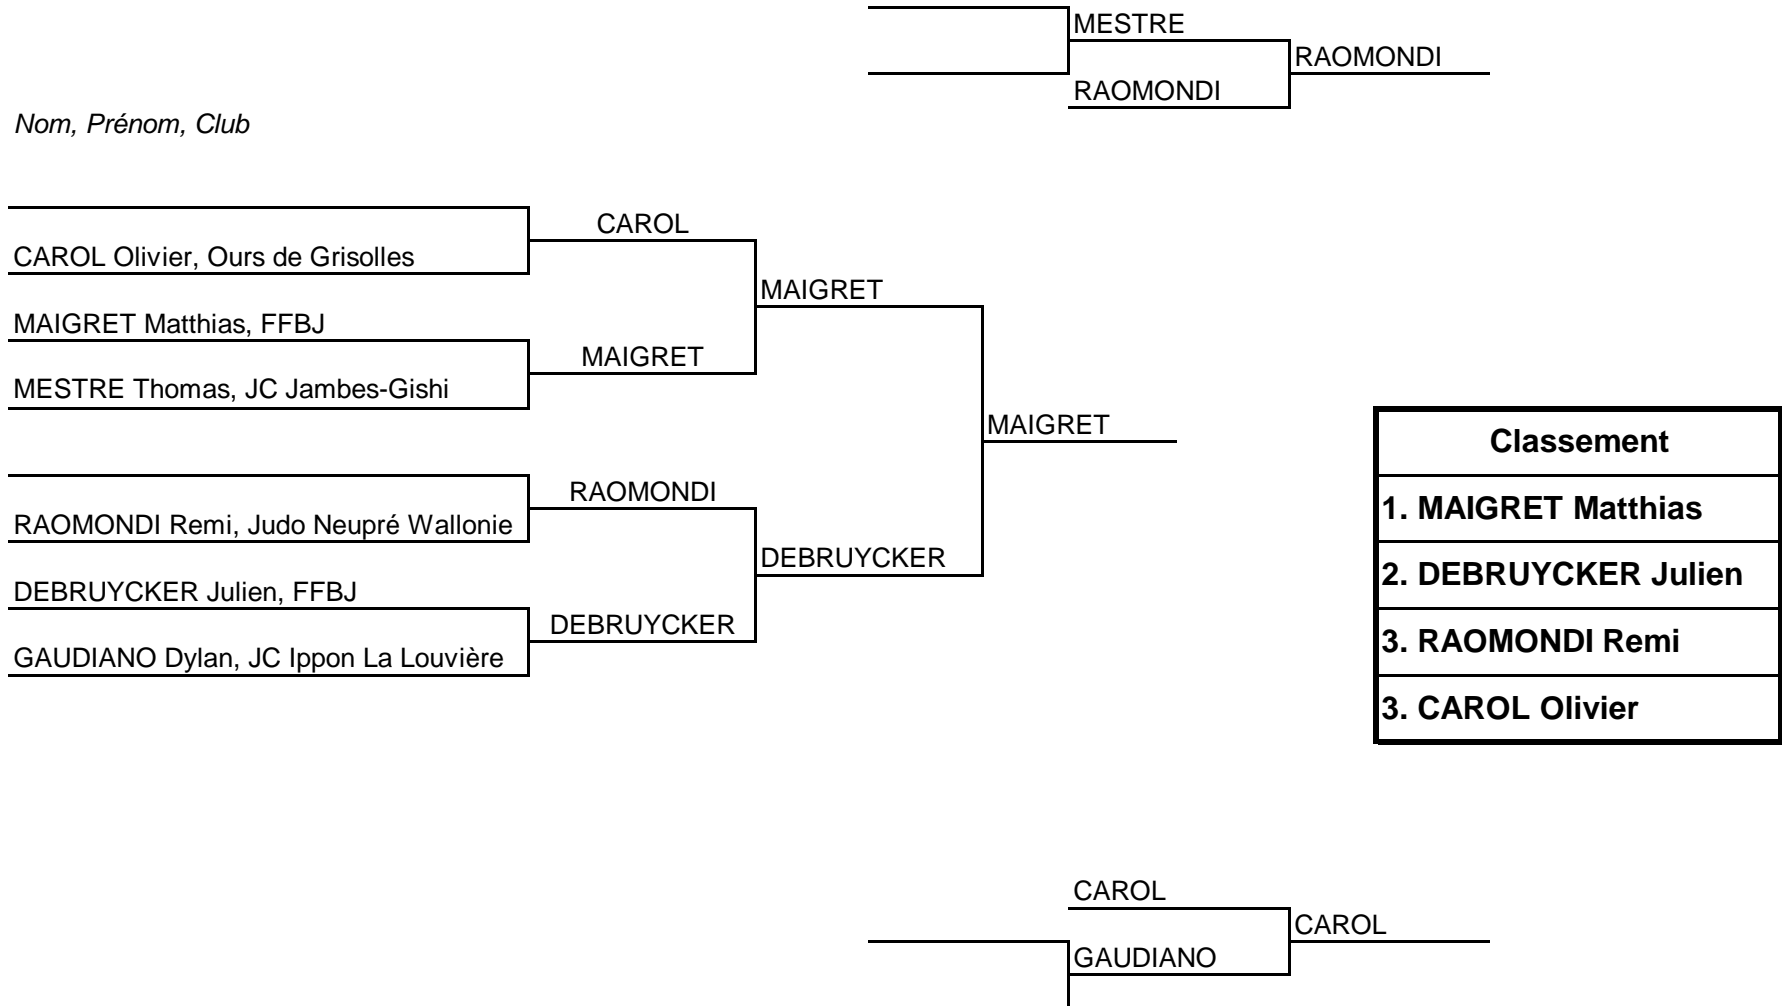 MESTRE
RAOMONDI
RAOMONDI
Nom, Prénom, Club
CAROL
CAROL Olivier, Ours de Grisolles
MAIGRET
MAIGRET Matthias, FFBJ
MAIGRET
MESTRE Thomas, JC Jambes-Gishi
MAIGRET
Classement
RAOMONDI
1. MAIGRET Matthias
RAOMONDI Remi, Judo Neupré Wallonie
DEBRUYCKER
2. DEBRUYCKER Julien
DEBRUYCKER Julien, FFBJ
DEBRUYCKER
3. RAOMONDI Remi
GAUDIANO Dylan, JC Ippon La Louvière
3. CAROL Olivier
CAROL
CAROL
GAUDIANO